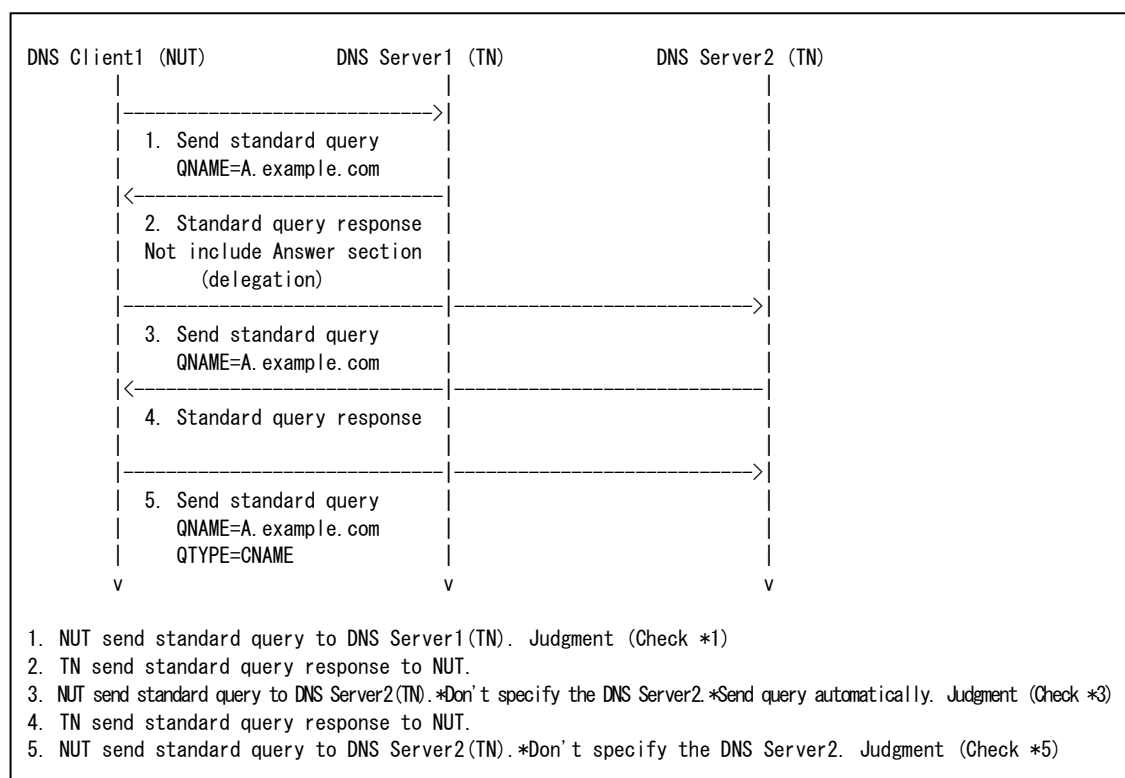 DNS Client1 (NUT) DNS Server1 (TN) DNS Server2 (TN)
1. Send standard query
QNAME=A.example.com
2. Standard query response
Not include Answer section
(delegation)
3. Send standard query
QNAME=A.example.com
4. Standard query response
5. Send standard query
QNAME=A.example.com
QTYPE=CNAME
v v v
1. NUT send standard query to DNS Server1(TN). Judgment (Check *1)
2. TN send standard query response to NUT.
3. NUT send standard query to DNS Server2(TN).*Don't specify the DNS Server2.*Send query automatically. Judgment (Check *3)
4. TN send standard query response to NUT.
5. NUT send standard query to DNS Server2(TN).*Don't specify the DNS Server2. Judgment (Check *5)